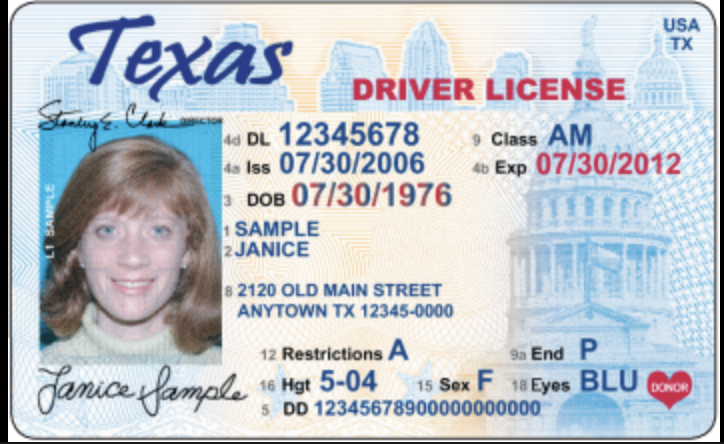 Texas
USA
TX
DRIVER LICENSE
Stanley E. Clark DIRECTOR
4d DL 12345678 9 Class AM
4a Iss 07/30/2006 4b Exp 07/30/2012
3 DOB 07/30/1976
1 SAMPLE
2 JANICE
L1 SAMPLE
8 2120 OLD MAIN STREET
ANYTOWN TX 12345-0000
12 Restrictions A 9a End P
16 Hgt 5-04 15 Sex F 18 Eyes BLU DONOR
5 DD 12345678900000000000
Janice Sample